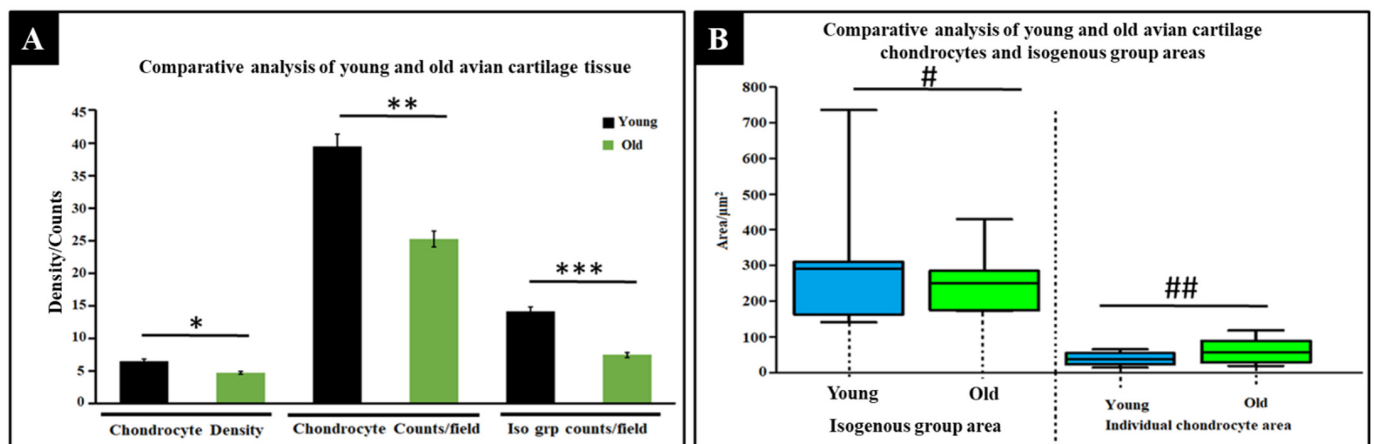 A
Comparative analysis of young and old avian cartilage tissue
Density/Counts
45
40
35
30
25
20
15
10
5
0
*
**
***
Young
Old
Chondrocyte Density
Chondrocyte Counts/field
Iso grp counts/field
B
Comparative analysis of young and old avian cartilage
chondrocytes and isogenous group areas
Area/μm²
800
700
600
500
400
300
200
100
0
#
##
Young
Old
Young
Old
Isogenous group area
Individual chondrocyte area